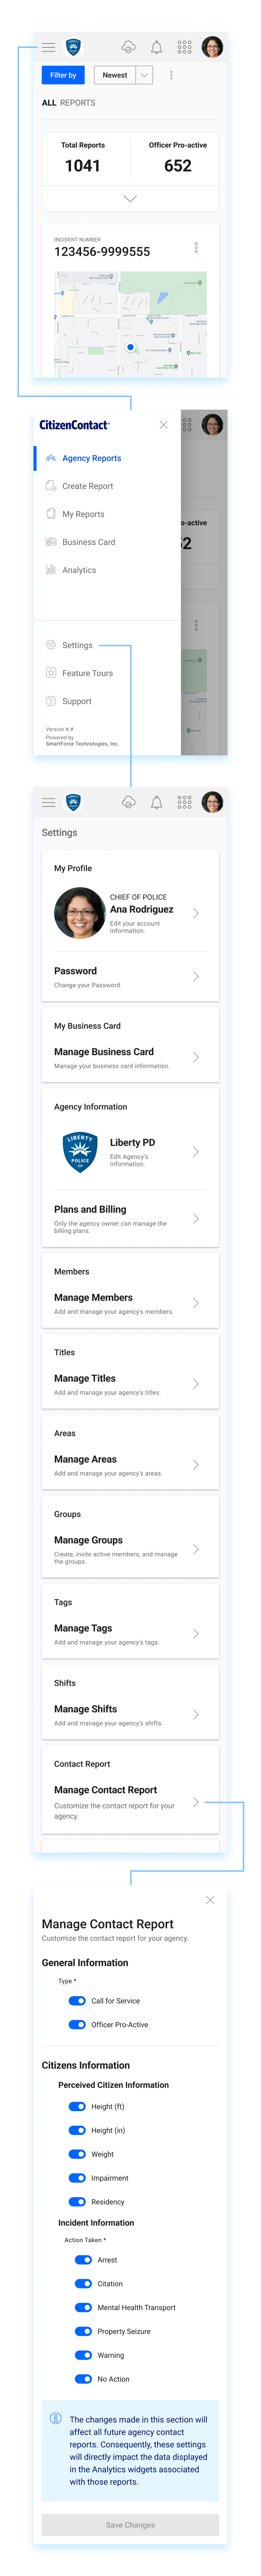 Filter by
Newest
ALL REPORTS
Total Reports
Officer Pro-active
1041
652
INCIDENT NUMBER
123456-9999555
CitizenContact
Agency Reports
o-active
Create Report
My Reports
52
Business Card
Analytics
Settings
Feature Tours
Support
Version #.#
Powered by
SmartForce Technologies, Inc.
Settings
My Profile
CHIEF OF POLICE
Ana Rodriguez
Edit your account
information.
Password
Change your Password.
My Business Card
Manage Business Card
Manage your business card information.
Agency Information
LIBERTY
POLICE
Liberty PD
Edit Agency's
information.
Plans and Billing
Only the agency owner can manage the
billing plans.
Members
Manage Members
Add and manage your agency's members.
Titles
Manage Titles
Add and manage your agency's titles.
Areas
Manage Areas
Add and manage your agency's areas.
Groups
Manage Groups
Create, invite active members, and manage
the groups.
Tags
Manage Tags
Add and manage your agency's tags.
Shifts
Manage Shifts
Add and manage your agency's shifts.
Contact Report
Manage Contact Report
Customize the contact report for your
agency.
Manage Contact Report
Customize the contact report for your agency.
General Information
Type *
Call for Service
Officer Pro-Active
Citizens Information
Perceived Citizen Information
Height (ft)
Height (in)
Weight
Impairment
Residency
Incident Information
Action Taken *
Arrest
Citation
Mental Health Transport
Property Seizure
Warning
No Action
The changes made in this section will
affect all future agency contact
reports. Consequently, these settings
will directly impact the data displayed
in the Analytics widgets associated
with those reports.
Save Changes